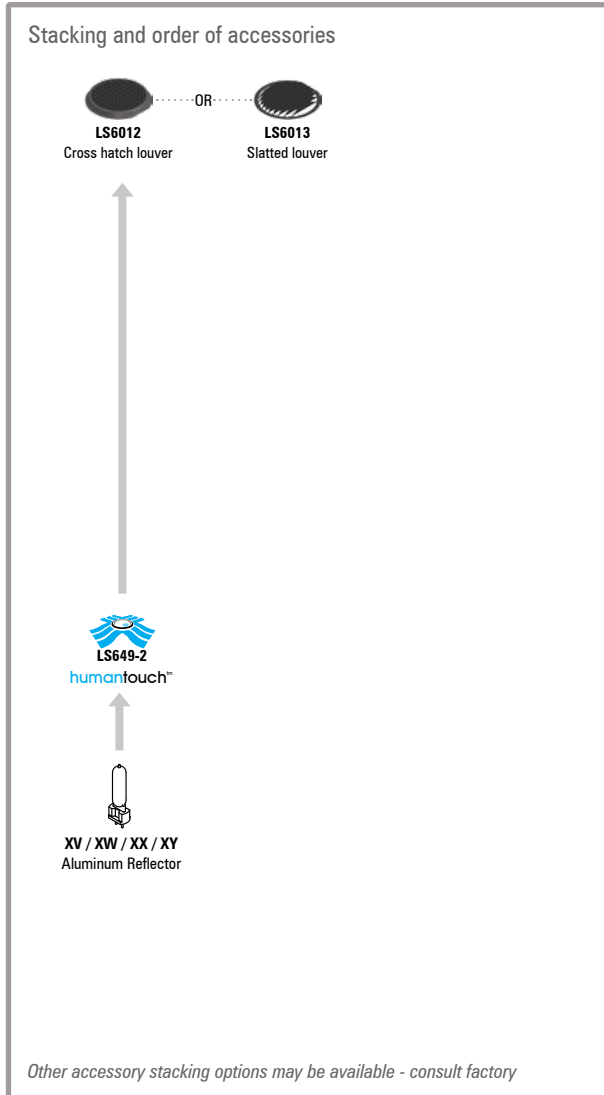 Stacking and order of accessories
OR
LS6012
Cross hatch louver
LS6013
Slatted louver
LS649-2
humantouch™
XV / XW / XX / XY
Aluminum Reflector
Other accessory stacking options may be available - consult factory